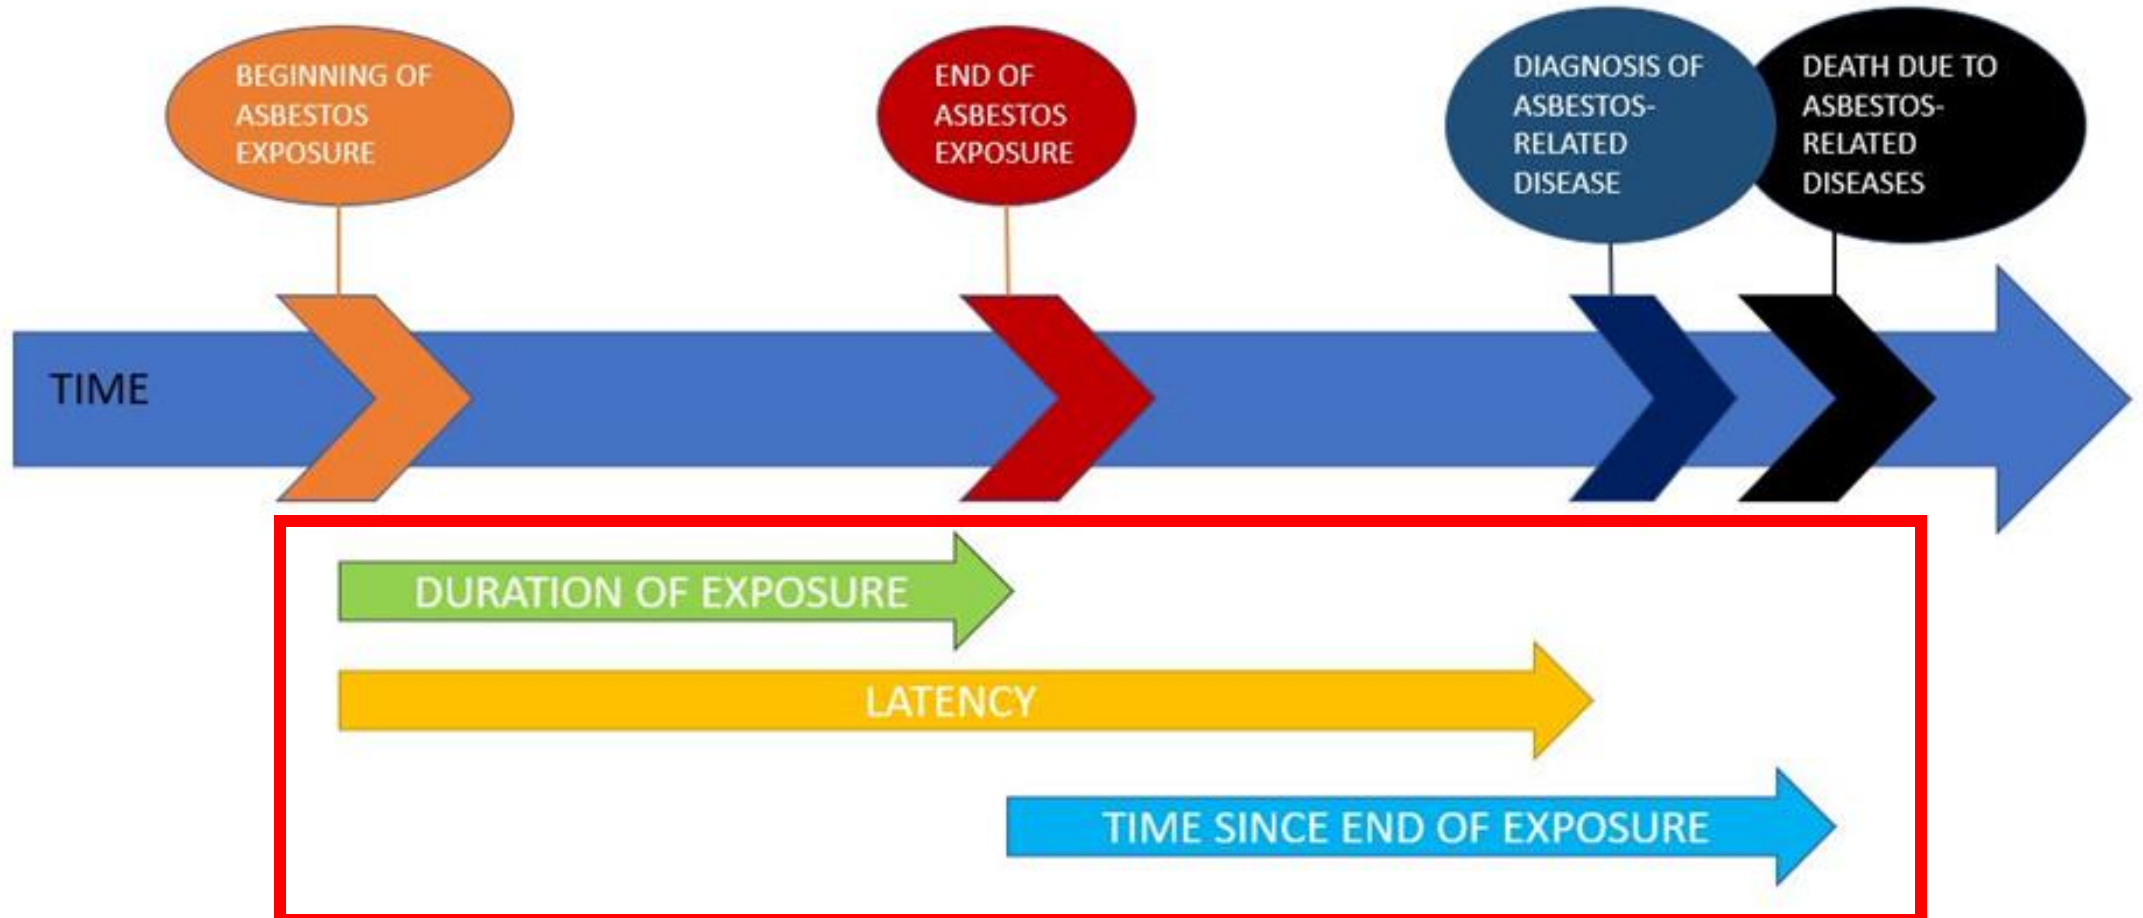 BEGINNING OF
ASBESTOS
EXPOSURE
END OF
ASBESTOS
EXPOSURE
DIAGNOSIS OF
ASBESTOS-
RELATED
DISEASE
DEATH DUE TO
ASBESTOS-
RELATED
DISEASES
TIME
DURATION OF EXPOSURE
LATENCY
TIME SINCE END OF EXPOSURE